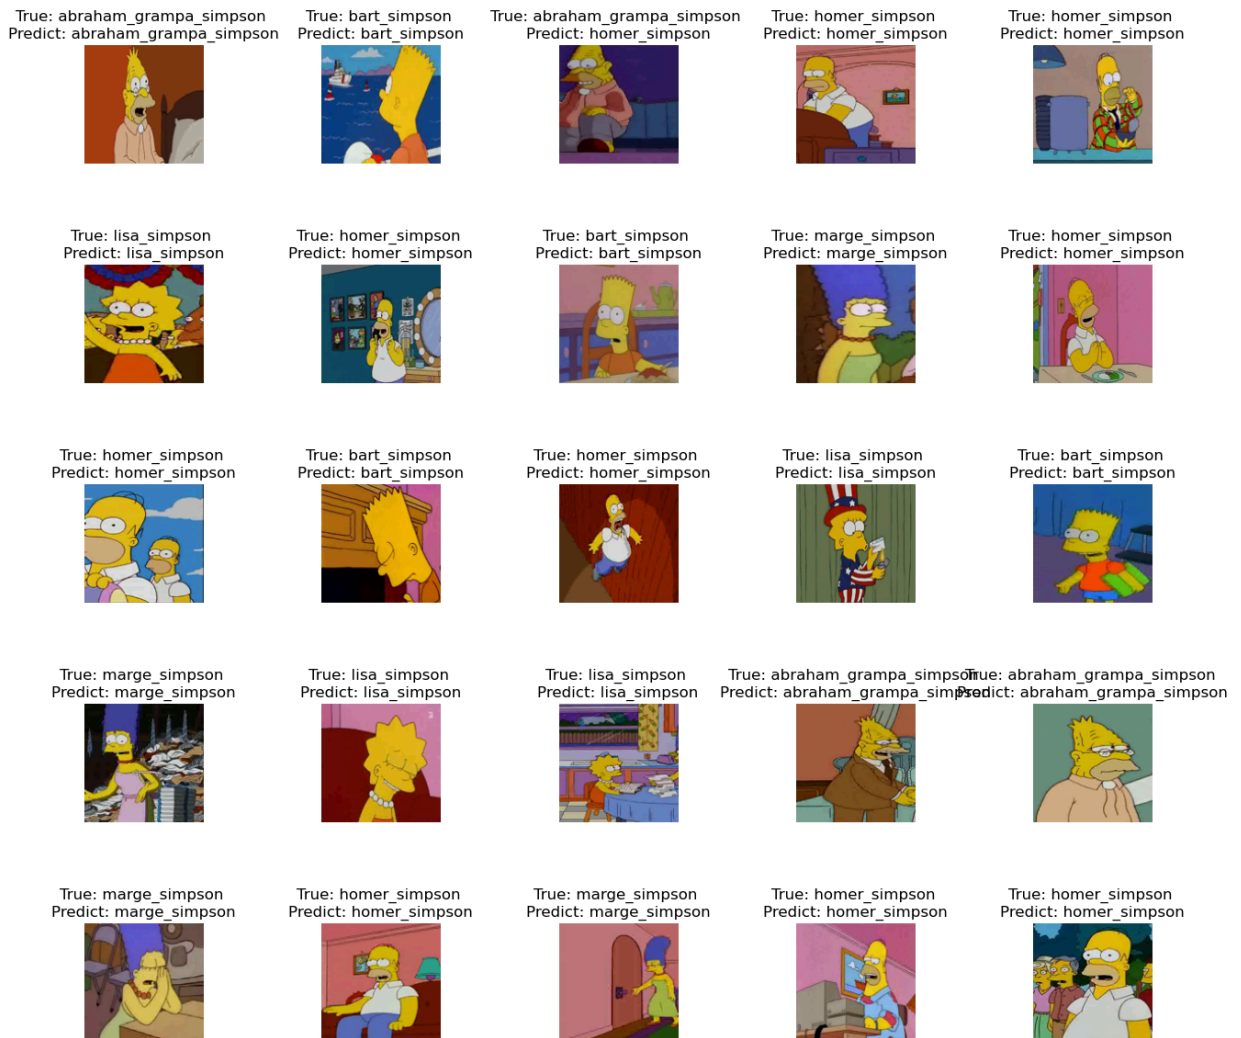 True: abraham_grampa_simpson
Predict: abraham_grampa_simpson
True: bart_simpson
Predict: bart_simpson
True: abraham_grampa_simpson
Predict: homer_simpson
True: homer_simpson
Predict: homer_simpson
True: homer_simpson
Predict: homer_simpson
True: lisa_simpson
Predict: lisa_simpson
True: homer_simpson
Predict: homer_simpson
True: bart_simpson
Predict: bart_simpson
True: marge_simpson
Predict: marge_simpson
True: homer_simpson
Predict: homer_simpson
True: homer_simpson
Predict: homer_simpson
True: bart_simpson
Predict: bart_simpson
True: homer_simpson
Predict: homer_simpson
True: lisa_simpson
Predict: lisa_simpson
True: bart_simpson
Predict: bart_simpson
True: marge_simpson
Predict: marge_simpson
True: lisa_simpson
Predict: lisa_simpson
True: lisa_simpson
Predict: lisa_simpson
True: abraham_grampa_simpson
Predict: abraham_grampa_simpson
True: abraham_grampa_simpson
Predict: abraham_grampa_simpson
True: marge_simpson
Predict: marge_simpson
True: homer_simpson
Predict: homer_simpson
True: marge_simpson
Predict: marge_simpson
True: homer_simpson
Predict: homer_simpson
True: homer_simpson
Predict: homer_simpson